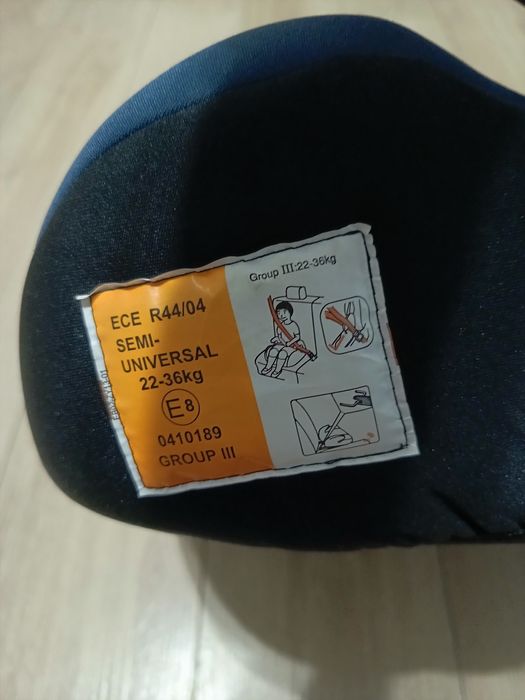 ECE R44/04
SEMI-
UNIVERSAL
22-36kg
E8
0410189
GROUP III
Group III:22-36kg